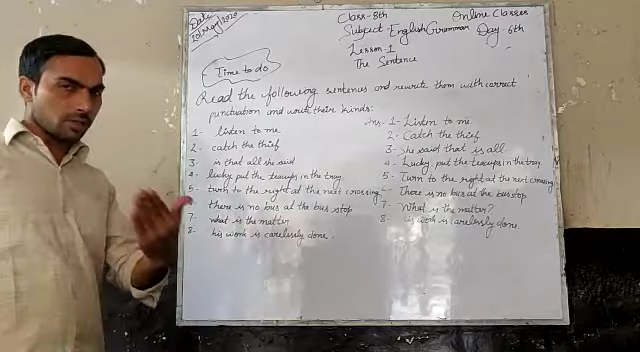 Date
10/May/2020
Class-8th Online Classes
Subject-English Grammar Day 6th
Lesson-1
The Sentence
Time to do
Read the following sentences and rewrite them with correct
punctuation and write their kinds:
1- listen to me
2- catch the thief
3- is that all she said
4- lucky put the teacups in the tray
5- turn to the right at the next crossing
6- there is no bus at the bus stop
7- what is the matter
8- his work is carelessly done.
Ans. 1- Listen to me
2- Catch the thief
3- She said that is all
4- Lucky, put the teacups in the tray
5- Turn to the right at the next crossing
6- There is no bus at the bus stop
7- What is the matter?
8- his work is carelessly done.